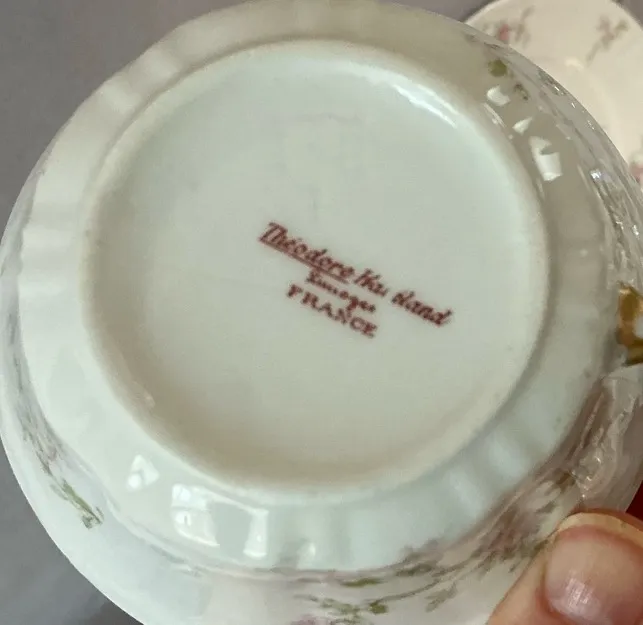 Théodore Haviland
Limoges
FRANCE